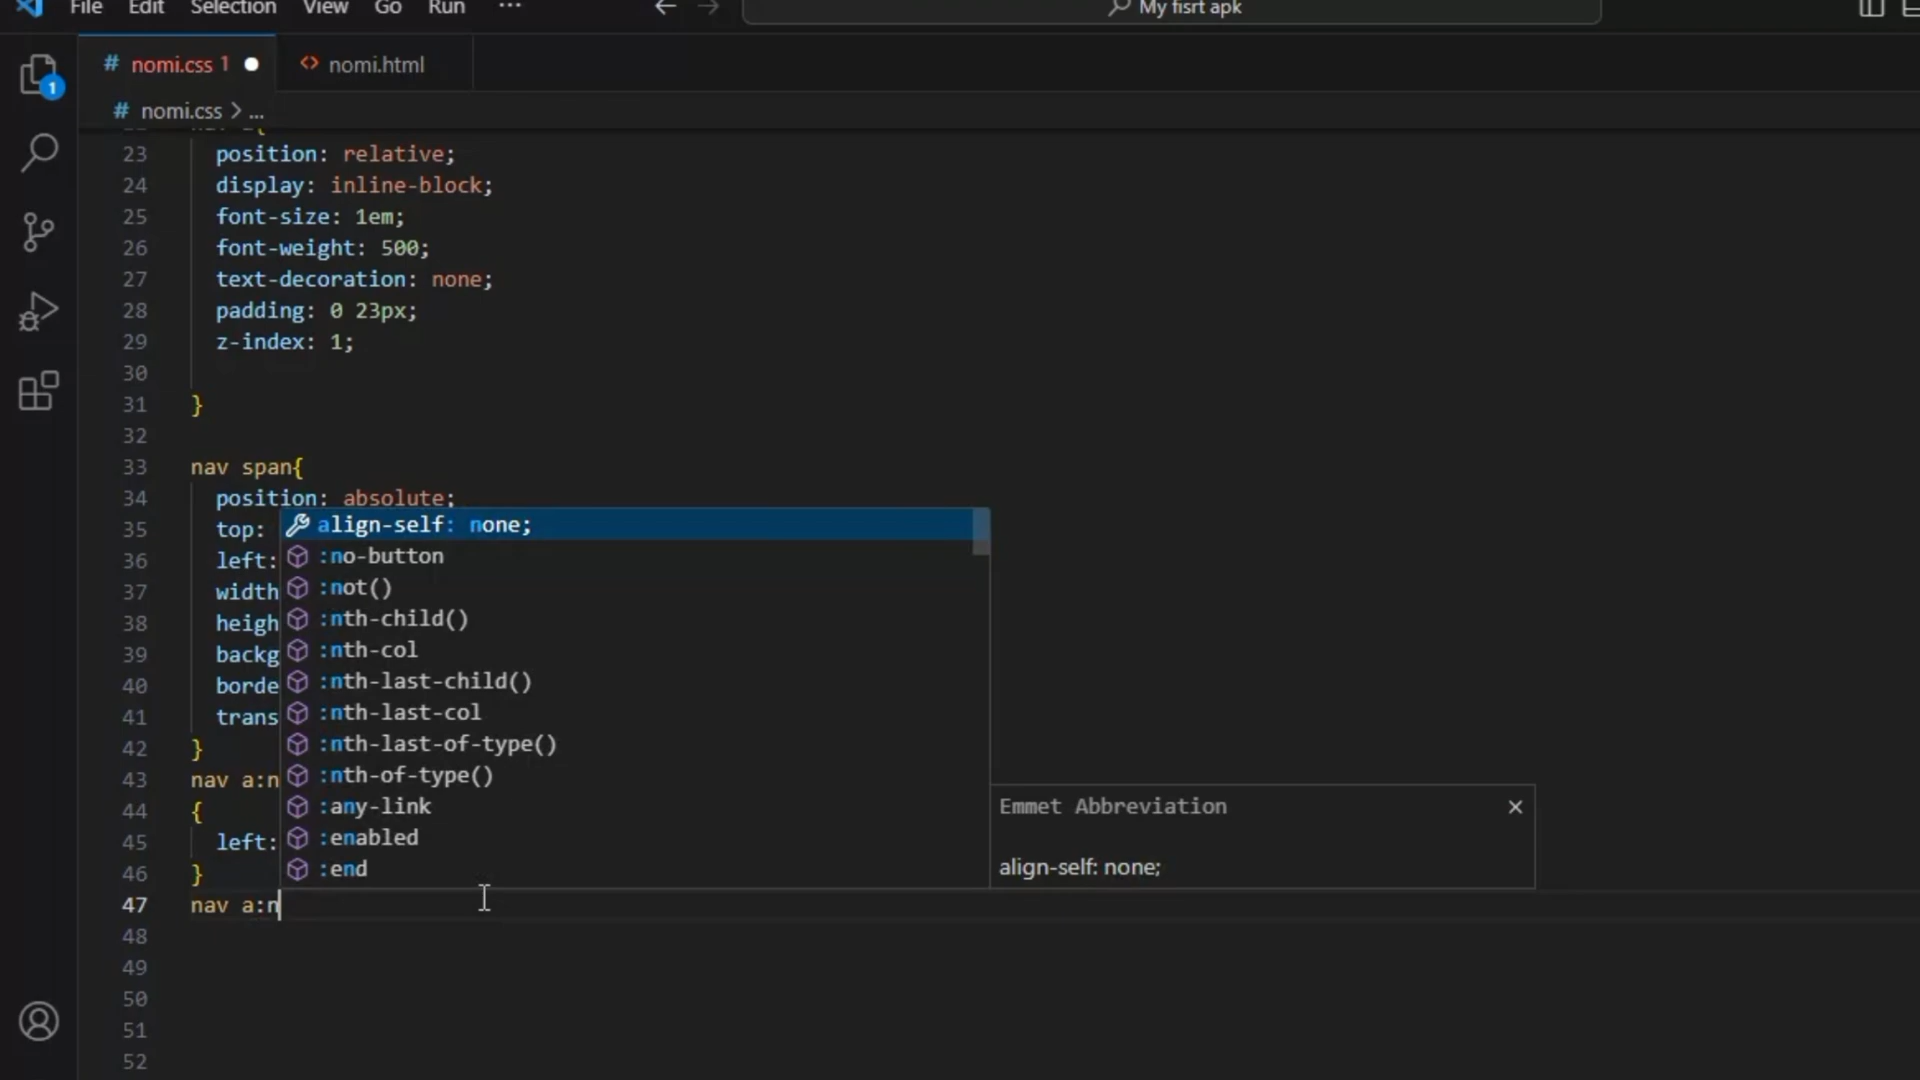 File Edit Selection View Go Run ... My fisrt apk
# nomi.css 1 <> nomi.html
# nomi.css > ...
23 position: relative;
24 display: inline-block;
25 font-size: 1em;
26 font-weight: 500;
27 text-decoration: none;
28 padding: 0 23px;
29 z-index: 1;
30
31 }
32
33 nav span{
34 position: absolute;
35 top:
align-self: none;
36 left:
:no-button
37 width
:not()
38 heigh
:nth-child()
39 backg
:nth-col
40 borde
:nth-last-child()
41 trans
:nth-last-col
42 }
:nth-last-of-type()
43 nav a:n
:nth-of-type()
44 {
:any-link
45 left:
:enabled
46 }
:end
Emmet Abbreviation
align-self: none;
47 nav a:n
48
49
50
51
52
1